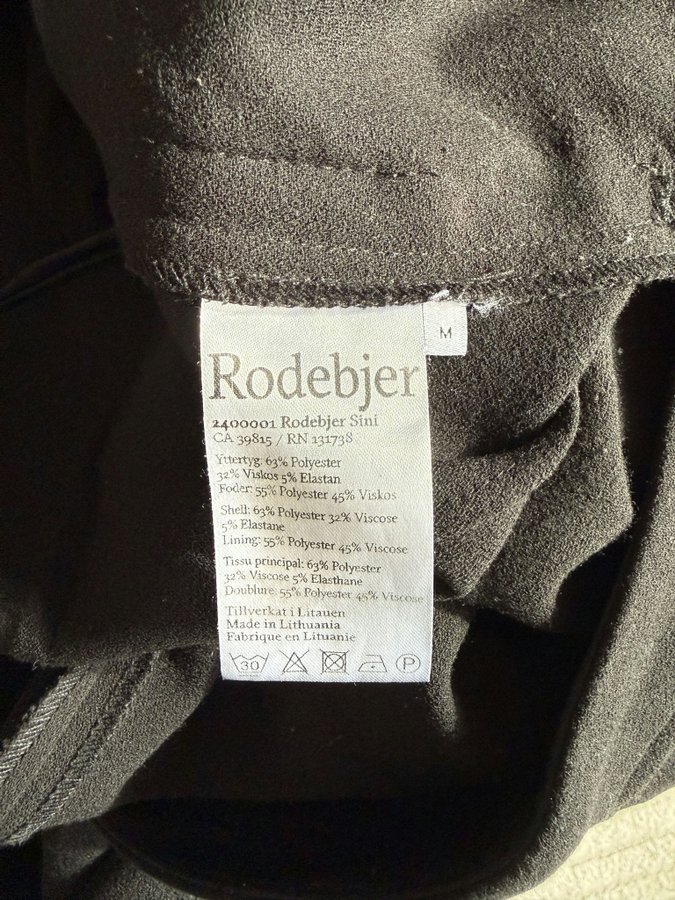 M
Rodebjer
2400001 Rodebjer Sini
CA 39815 / RN 131738
Yttertyg: 63% Polyester
32% Viskos 5% Elastan
Foder: 55% Polyester 45% Viskos
Shell: 63% Polyester 32% Viscose
5% Elastane
Lining: 55% Polyester 45% Viscose
Tissu principal: 63% Polyester
32% Viscose 5% Elasthane
Doublure: 55% Polyester 45% Viscose
Tillverkat i Litauen
Made in Lithuania
Fabrique en Lituanie
30 P